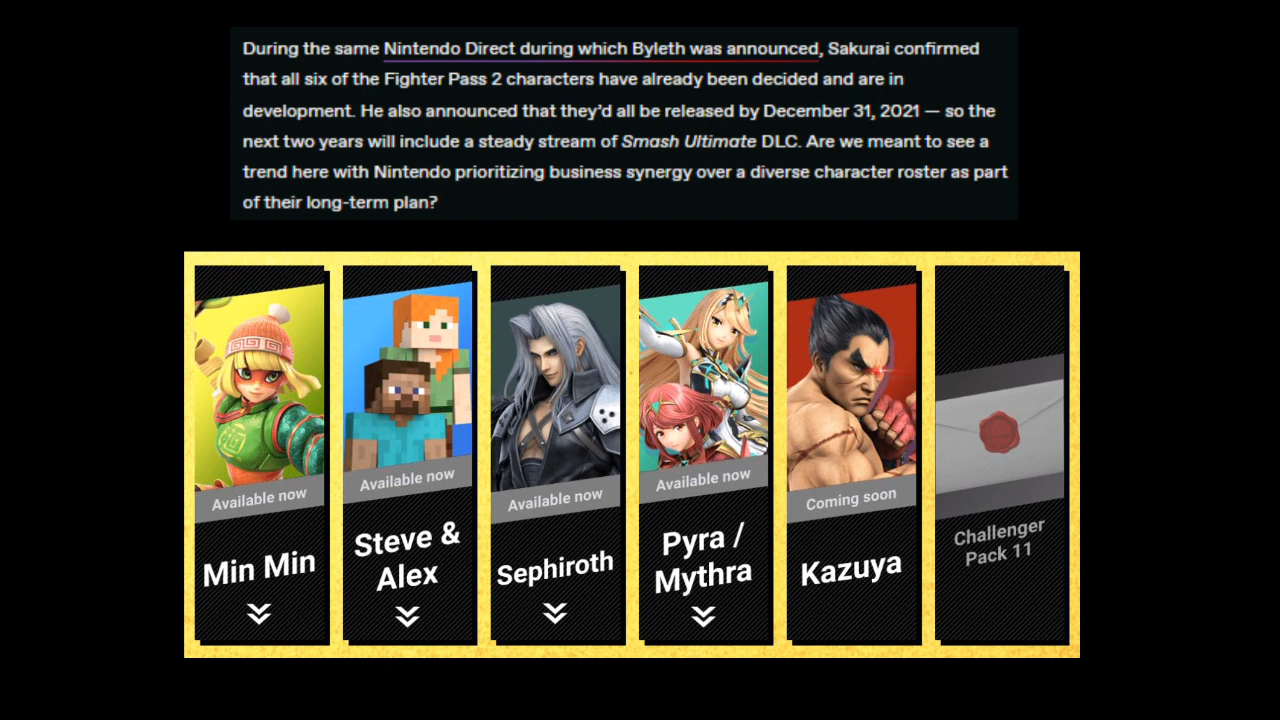 During the same Nintendo Direct during which Byleth was announced, Sakurai confirmed
that all six of the Fighter Pass 2 characters have already been decided and are in
development. He also announced that they’d all be released by December 31, 2021 — so the
next two years will include a steady stream of Smash Ultimate DLC. Are we meant to see a
trend here with Nintendo prioritizing business synergy over a diverse character roster as part
of their long-term plan?
Available now
Min Min
Available now
Steve &
Alex
Available now
Sephiroth
Available now
Pyra /
Mythra
Coming soon
Kazuya
Challenger
Pack 11